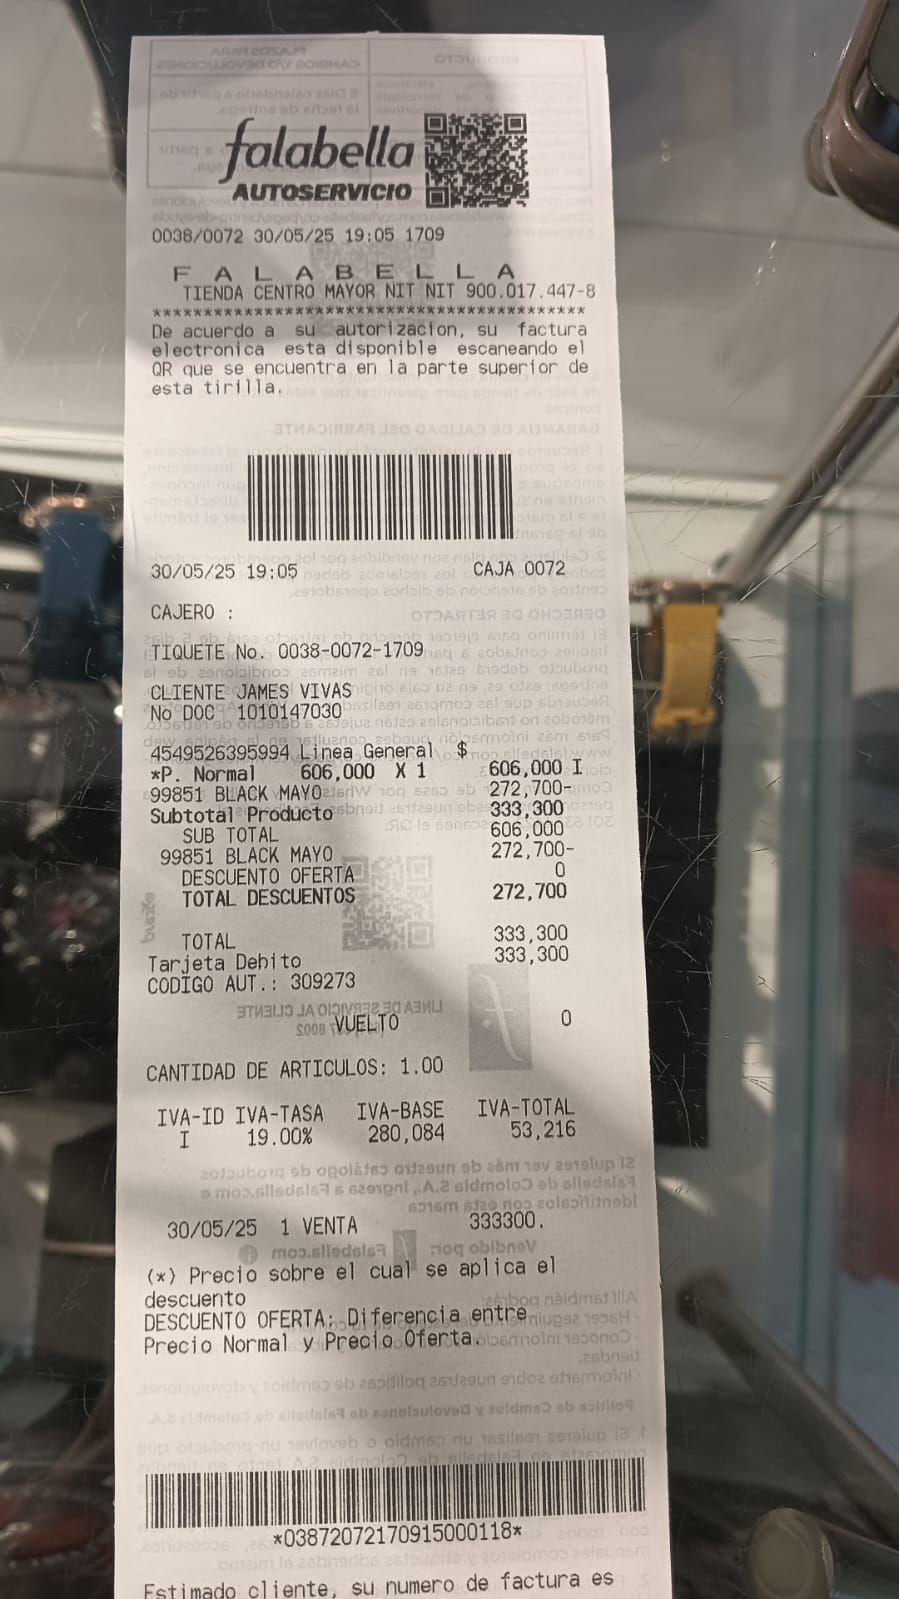 falabella
AUTOSERVICIO
0038/0072 30/05/25 19:05 1709
F A L A B E L L A
TIENDA CENTRO MAYOR NIT NIT 900.017.447-8
*****************************************
De acuerdo a su autorizacion, su factura
electronica esta disponible escaneando el
QR que se encuentra en la parte superior de
esta tirilla.
30/05/25 19:05 CAJA 0072
CAJERO :
TIQUETE No. 0038-0072-1709
CLIENTE JAMES VIVAS
No DOC 1010147030
4549526395994 Linea General $
*P. Normal 606,000 X 1 606,000 I
99851 BLACK MAYO 272,700-
Subtotal Producto 333,300
SUB TOTAL 606,000
99851 BLACK MAYO 272,700-
DESCUENTO OFERTA 0
TOTAL DESCUENTOS 272,700
TOTAL 333,300
Tarjeta Debito 333,300
CODIGO AUT.: 309273
VUELTO 0
CANTIDAD DE ARTICULOS: 1.00
IVA-ID IVA-TASA IVA-BASE IVA-TOTAL
I 19.00% 280,084 53,216
30/05/25 1 VENTA 333300.
(*) Precio sobre el cual se aplica el
descuento
DESCUENTO OFERTA: Diferencia entre
Precio Normal y Precio Oferta.
*03872072170915000118*
Estimado cliente, su numero de factura es